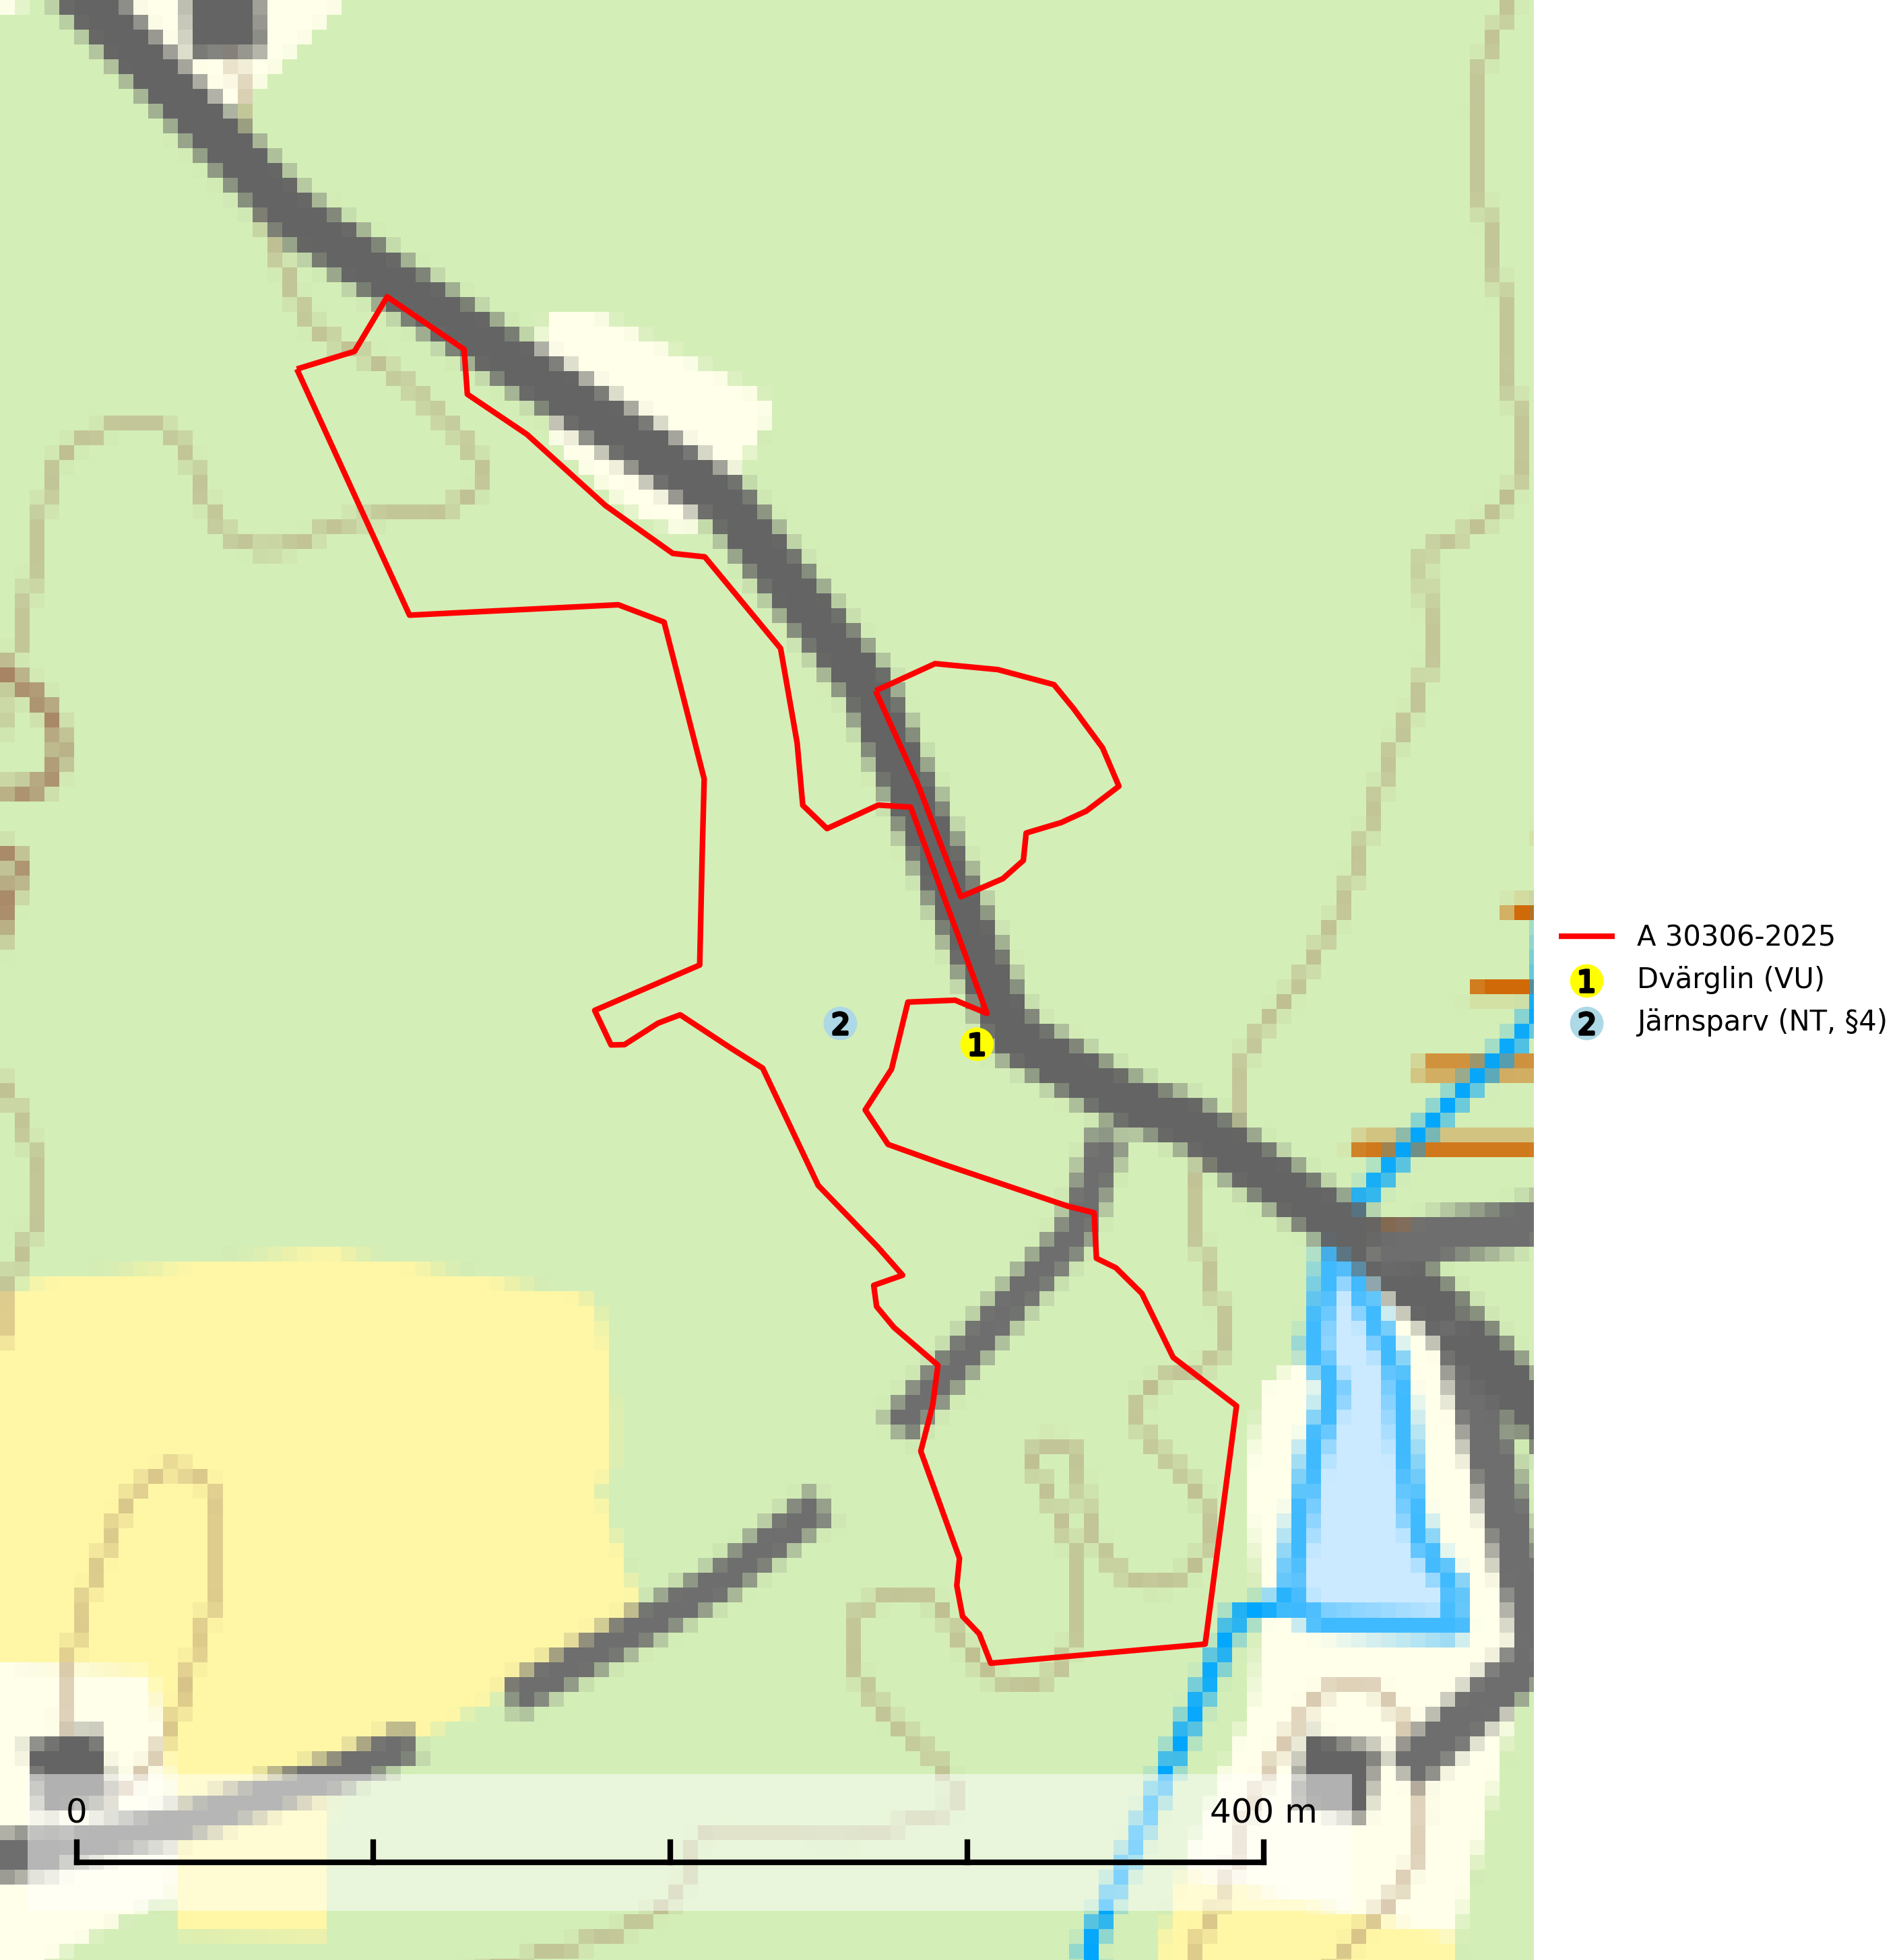 A 30306-2025
1 Dvärglin (VU)
2 Järnsparv (NT, §4)
2
1
0 400 m